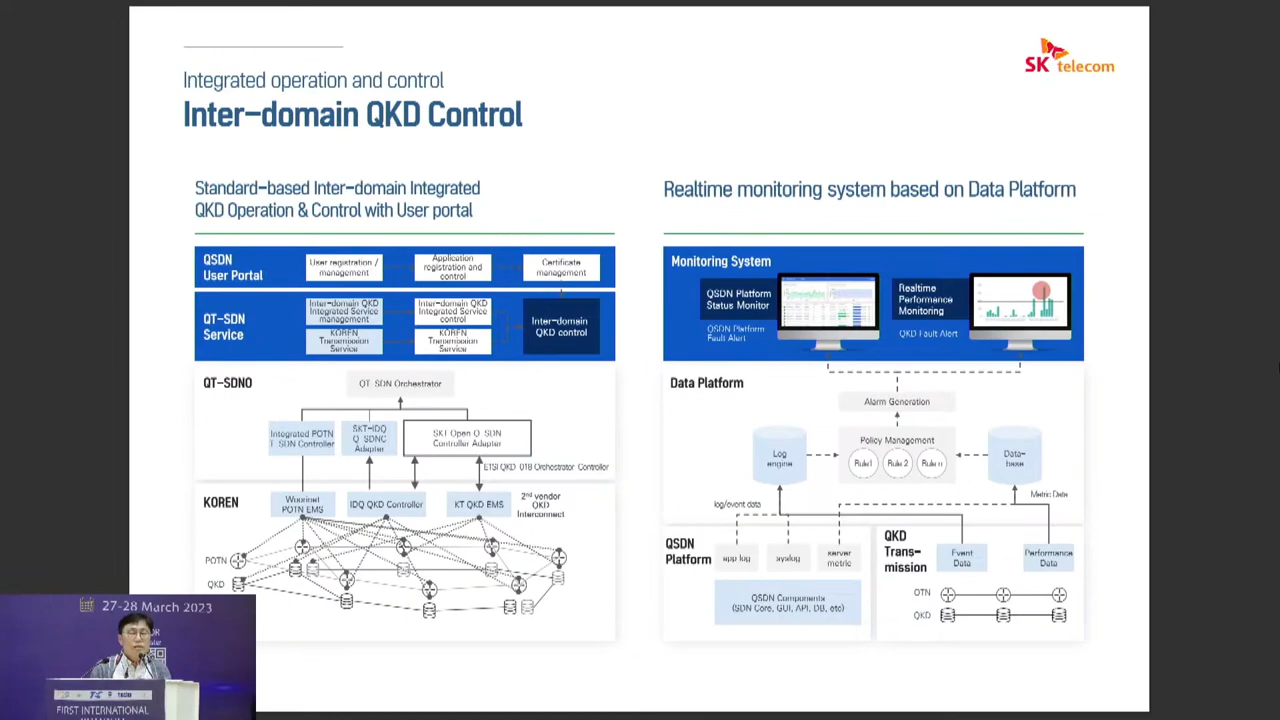 SK telecom
Integrated operation and control
Inter-domain QKD Control
Standard-based Inter-domain Integrated
QKD Operation & Control with User portal
QSDN
User Portal
User registration /
management
Application
registration and
control
Certificate
management
QT-SDN
Service
Inter-domain QKD
Integrated Service
management
Inter-domain QKD
Integrated Service
control
KOREN
Transmission
Service
KOREN
Transmission
Service
Inter-domain
QKD control
QT-SDNO
QT SDN Orchestrator
Integrated POTN
T SDN Controller
SKT-IDQ
Q SDNC
Adapter
SKT Open Q SDN
Controller Adapter
ETSI QKD 018 Orchestrator Controller
KOREN
Woorinet
POTN EMS
IDQ QKD Controller
KT QKD EMS
2nd vendor
QKD
Interconnect
POTN
QKD
Realtime monitoring system based on Data Platform
Monitoring System
QSDN Platform
Status Monitor
QSDN Platform
Fault Alert
Realtime
Performance
Monitoring
QKD Fault Alert
Data Platform
Alarm Generation
Log
engine
Policy Management
Rule1
Rule 2
Rule n
Data-
base
log/event data
Metric Data
QSDN
Platform
app log
syslog
server
metric
QSDN Components
(SDN Core, GUI, API, DB, etc)
QKD
Trans-
mission
Event
Data
Performance
Data
OTN
QKD
27-28 March 2023
FIRST INTERNATIONAL